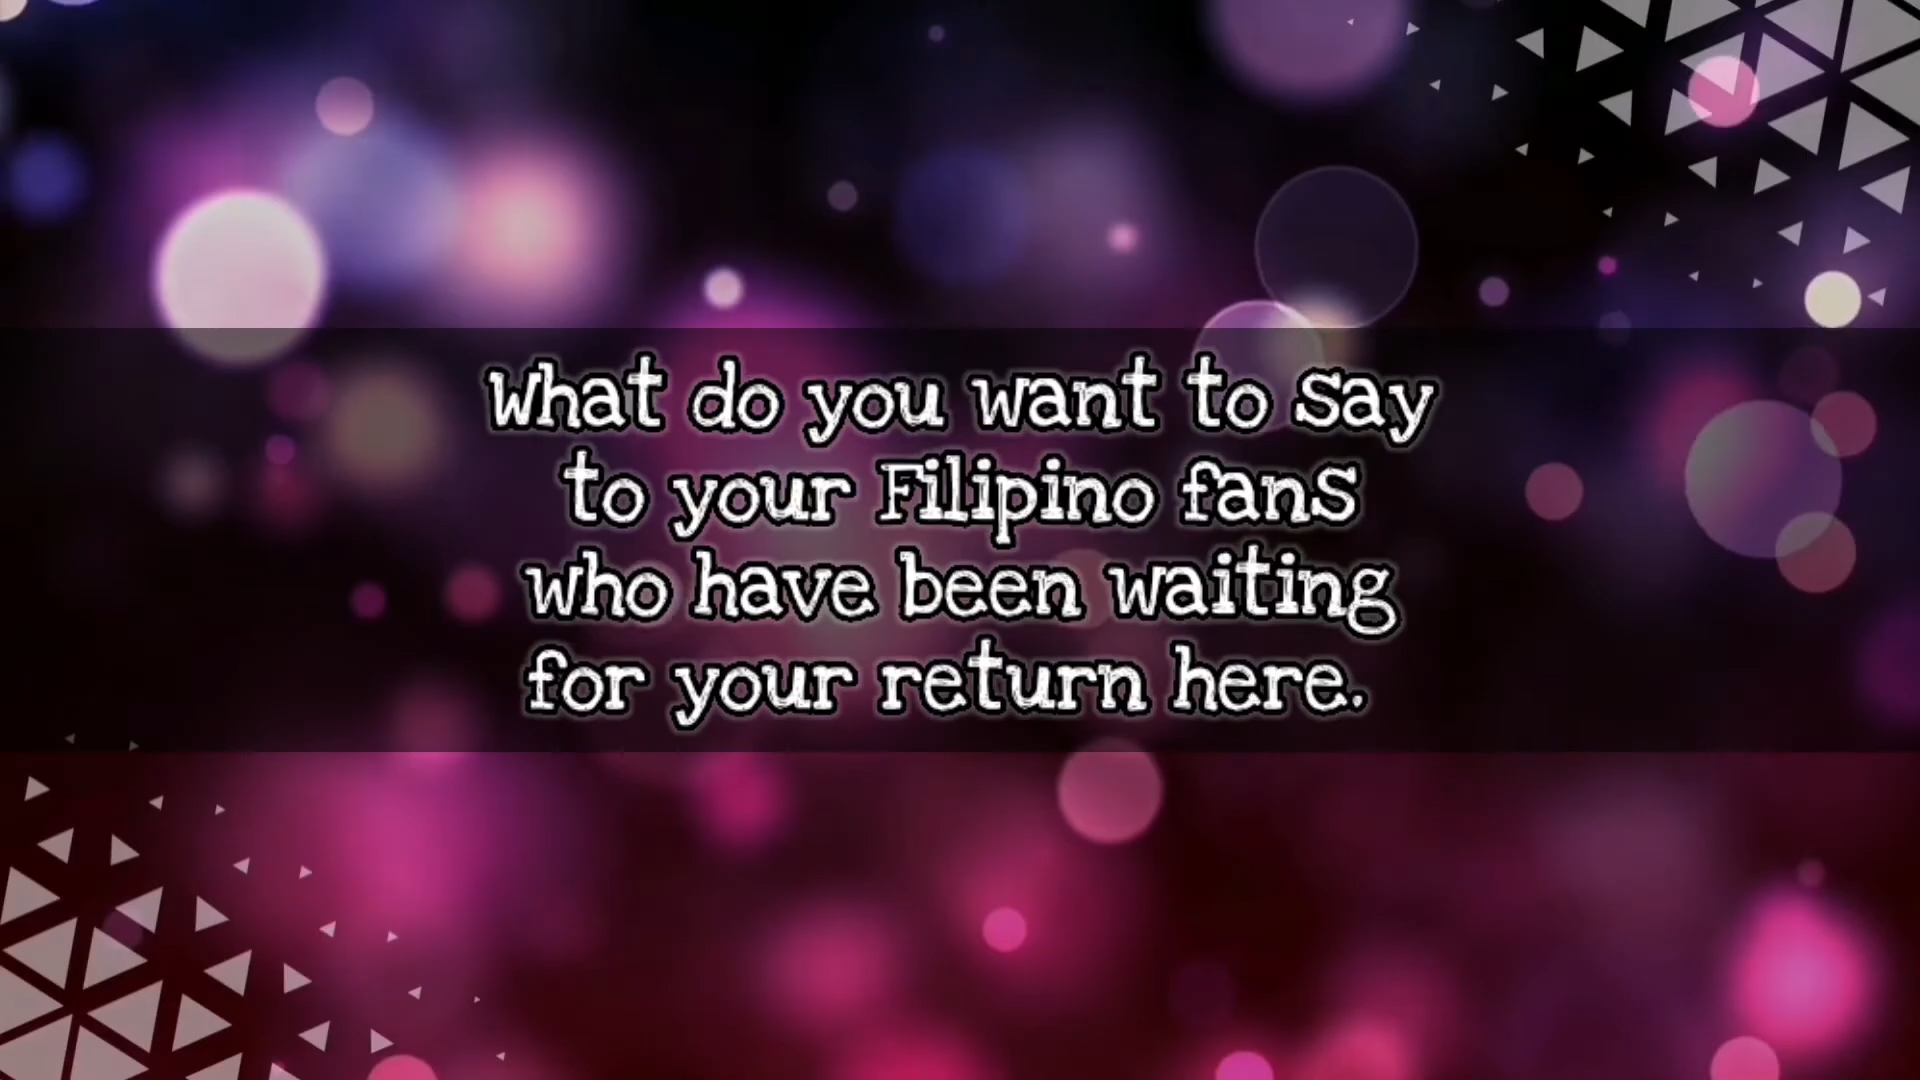 What do you want to say
to your Filipino fans
who have been waiting
for your return here.